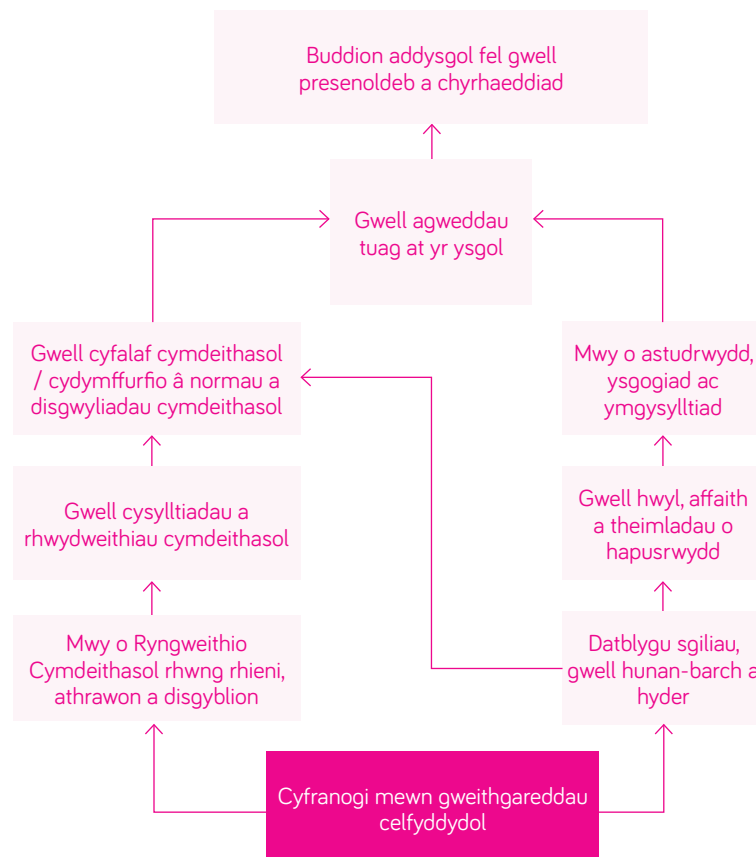 Buddion addysgol fel gwell
presenoldeb a chyrhaeddiad
Gwell agweddau
tuag at yr ysgol
Gwell cyfalaf cymdeithasol
/ cydymffurfio â normau a
disgwyliadau cymdeithasol
Mwy o astudrwydd,
ysgogiad ac
ymgysylltiad
Gwell cysylltiadau a
rhwydweithiau cymdeithasol
Gwell hwyl, affaith
a theimladau o
hapusrwydd
Mwy o Ryngweithio
Cymdeithasol rhwng rhieni,
athrawon a disgyblion
Datblygu sgiliau,
gwell hunan-barch a
hyder
Cyfranogi mewn gweithgareddau
celfyddydol